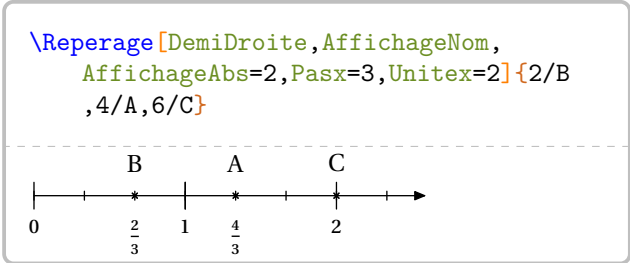 \Reperage[DemiDroite,AffichageNom,
AffichageAbs=2,Pasx=3,Unitex=2]{2/B
,4/A,6/C}
B A C
0 2/3 1 4/3 2